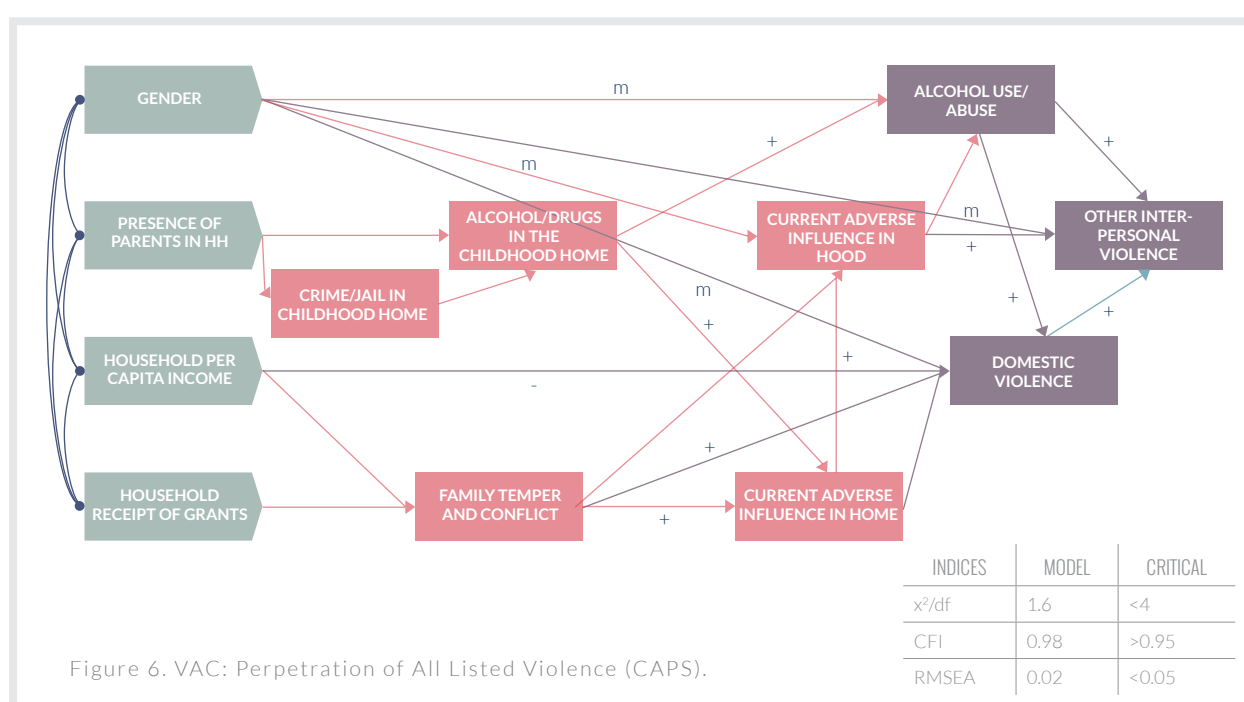 GENDER
m
ALCOHOL USE/
ABUSE
+
+
m
PRESENCE OF
PARENTS IN HH
ALCOHOL/DRUGS
IN THE
CHILDHOOD HOME
CURRENT ADVERSE
INFLUENCE IN
HOOD
m
+
OTHER INTER-
PERSONAL
VIOLENCE
CRIME/JAIL IN
CHILDHOOD HOME
m
+
+
+
HOUSEHOLD PER
CAPITA INCOME
-
+
DOMESTIC
VIOLENCE
+
HOUSEHOLD
RECEIPT OF GRANTS
FAMILY TEMPER
AND CONFLICT
+
CURRENT ADVERSE
INFLUENCE IN HOME
INDICES MODEL CRITICAL
x²/df 1.6 <4
CFI 0.98 >0.95
RMSEA 0.02 <0.05
Figure 6. VAC: Perpetration of All Listed Violence (CAPS).